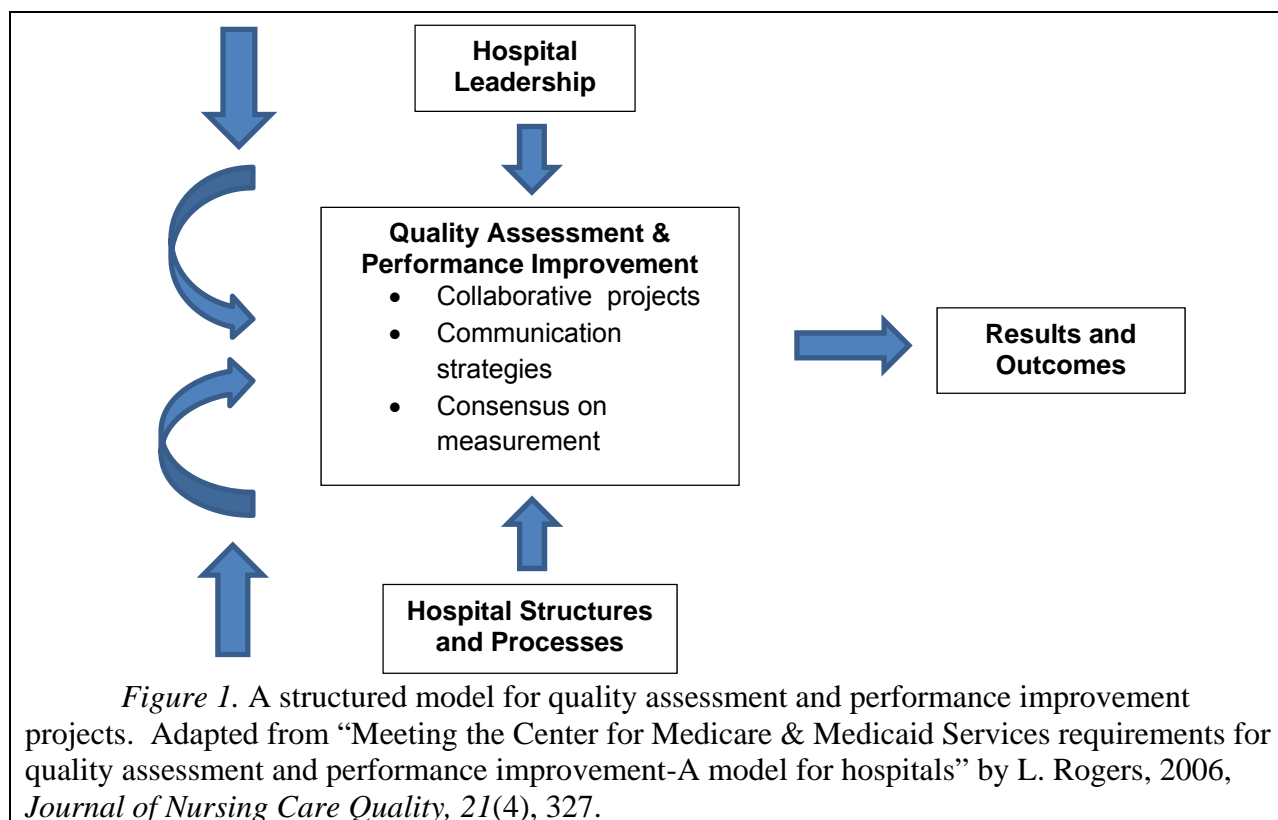 Hospital
Leadership
Quality Assessment &
Performance Improvement
• Collaborative projects
• Communication
strategies
• Consensus on
measurement
Results and
Outcomes
Hospital Structures
and Processes
Figure 1. A structured model for quality assessment and performance improvement
projects. Adapted from “Meeting the Center for Medicare & Medicaid Services requirements for
quality assessment and performance improvement-A model for hospitals” by L. Rogers, 2006,
Journal of Nursing Care Quality, 21(4), 327.